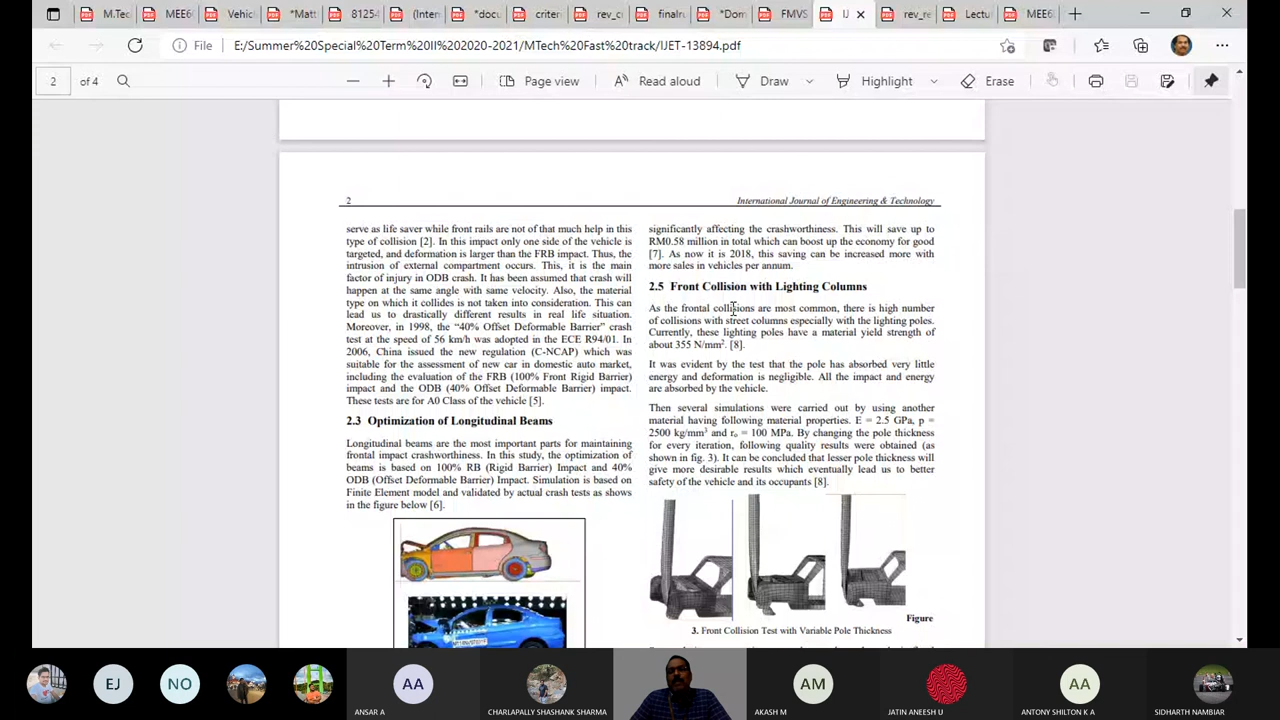 M.Tec
MEE6
Vehicl
*Matt
81254
(Inter
*docu
criter
rev_cu
finalru
*Dom
FMVS
IJ
rev_re
Lectu
MEE6
File
E:/Summer%20Special%20Term%20II%202020-2021/MTech%20Fast%20track/IJET-13894.pdf
2
of 4
Page view
Read aloud
Draw
Highlight
Erase
2
International Journal of Engineering & Technology
serve as life saver while front rails are not of that much help in this
type of collision [2]. In this impact only one side of the vehicle is
targeted, and deformation is larger than the FRB impact. Thus, the
intrusion of external compartment occurs. This, it is the main
factor of injury in ODB crash. It has been assumed that crash will
happen at the same angle with same velocity. Also, the material
type on which it collides is not taken into consideration. This can
lead us to drastically different results in real life situation.
Moreover, in 1998, the “40% Offset Deformable Barrier” crash
test at the speed of 56 km/h was adopted in the ECE R94/01. In
2006, China issued the new regulation (C-NCAP) which was
suitable for the assessment of new car in domestic auto market,
including the evaluation of the FRB (100% Front Rigid Barrier)
impact and the ODB (40% Offset Deformable Barrier) impact.
These tests are for A0 Class of the vehicle [5].
2.3 Optimization of Longitudinal Beams
Longitudinal beams are the most important parts for maintaining
frontal impact crashworthiness. In this study, the optimization of
beams is based on 100% RB (Rigid Barrier) Impact and 40%
ODB (Offset Deformable Barrier) Impact. Simulation is based on
Finite Element model and validated by actual crash tests as shows
in the figure below [6].
significantly affecting the crashworthiness. This will save up to
RM0.58 million in total which can boost up the economy for good
[7]. As now it is 2018, this saving can be increased more with
more sales in vehicles per annum.
2.5 Front Collision with Lighting Columns
As the frontal collisions are most common, there is high number
of collisions with street columns especially with the lighting poles.
Currently, these lighting poles have a material yield strength of
about 355 N/mm². [8].
It was evident by the test that the pole has absorbed very little
energy and deformation is negligible. All the impact and energy
are absorbed by the vehicle.
Then several simulations were carried out by using another
material having following material properties. E = 2.5 GPa, p =
2500 kg/mm³ and rₒ = 100 MPa. By changing the pole thickness
for every iteration, following quality results were obtained (as
shown in fig. 3). It can be concluded that lesser pole thickness will
give more desirable results which eventually lead us to better
safety of the vehicle and its occupants [8].
Figure
3. Front Collision Test with Variable Pole Thickness
EJ
NO
AA
AM
AA
ANSAR A
CHARLAPALLY SHASHANK SHARMA
AKASH M
JATIN ANEESH U
ANTONY SHILTON K A
SIDHARTH NAMBIAR